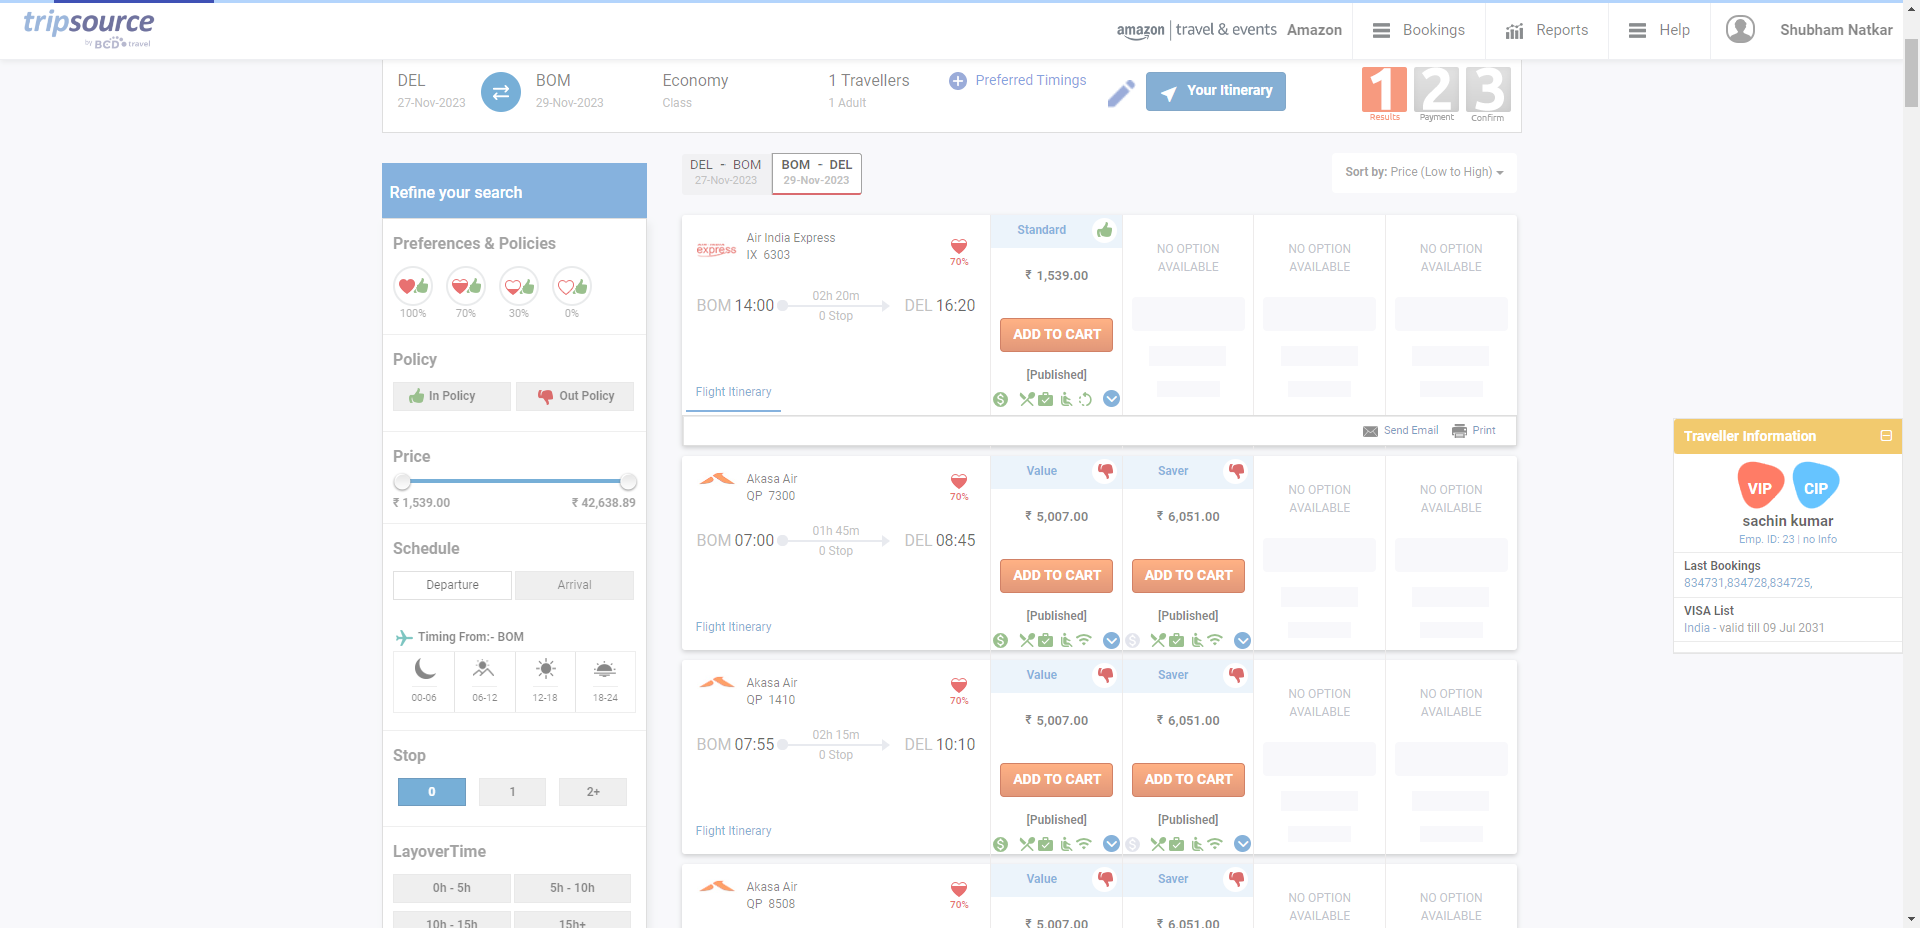 tripsource
by BCD travel
amazon | travel & events Amazon
Bookings
Reports
Help
Shubham Natkar
DEL
27-Nov-2023
BOM
29-Nov-2023
Economy
Class
1 Travellers
1 Adult
Preferred Timings
Your Itinerary
1
Results
2
Payment
3
Confirm
DEL - BOM
27-Nov-2023
BOM - DEL
29-Nov-2023
Sort by: Price (Low to High)
Refine your search
Preferences & Policies
100%
70%
30%
0%
Policy
In Policy
Out Policy
Price
₹ 1,539.00
₹ 42,638.89
Schedule
Departure
Arrival
Timing From:- BOM
00-06
06-12
12-18
18-24
Stop
0
1
2+
LayoverTime
0h - 5h
5h - 10h
10h - 15h
15h+
express
Air India Express
IX 6303
70%
BOM 14:00
02h 20m
0 Stop
DEL 16:20
Flight Itinerary
Standard
₹ 1,539.00
ADD TO CART
[Published]
NO OPTION
AVAILABLE
NO OPTION
AVAILABLE
NO OPTION
AVAILABLE
Send Email
Print
Akasa Air
QP 7300
70%
BOM 07:00
01h 45m
0 Stop
DEL 08:45
Flight Itinerary
Value
₹ 5,007.00
ADD TO CART
[Published]
Saver
₹ 6,051.00
ADD TO CART
[Published]
NO OPTION
AVAILABLE
NO OPTION
AVAILABLE
Akasa Air
QP 1410
70%
BOM 07:55
02h 15m
0 Stop
DEL 10:10
Flight Itinerary
Value
₹ 5,007.00
ADD TO CART
[Published]
Saver
₹ 6,051.00
ADD TO CART
[Published]
NO OPTION
AVAILABLE
NO OPTION
AVAILABLE
Akasa Air
QP 8508
70%
Value
₹ 5,007.00
Saver
₹ 6,051.00
NO OPTION
AVAILABLE
NO OPTION
AVAILABLE
Traveller Information
VIP
CIP
sachin kumar
Emp. ID: 23 | no info
Last Bookings
834731,834728,834725,
VISA List
India - valid till 09 Jul 2031